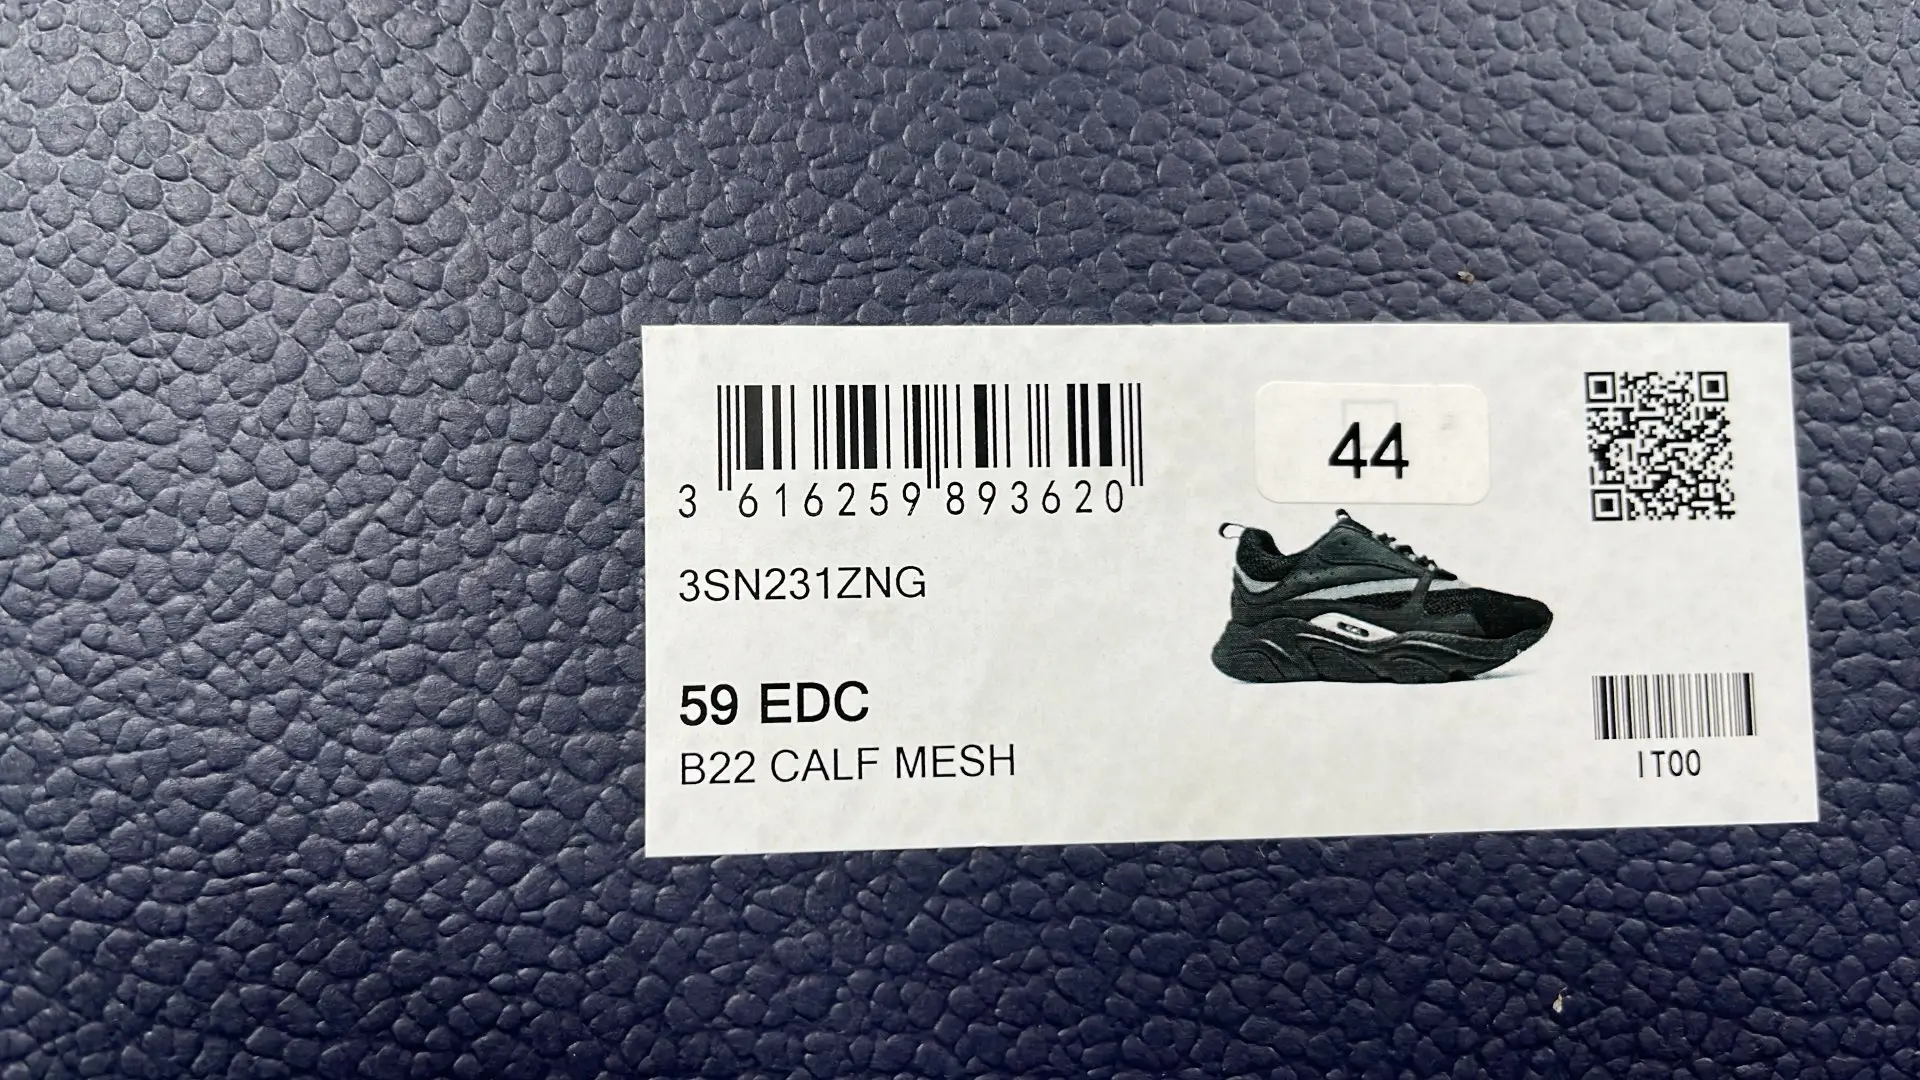 3 616259 893620
44
3SN231ZNG
59 EDC
B22 CALF MESH
IT00